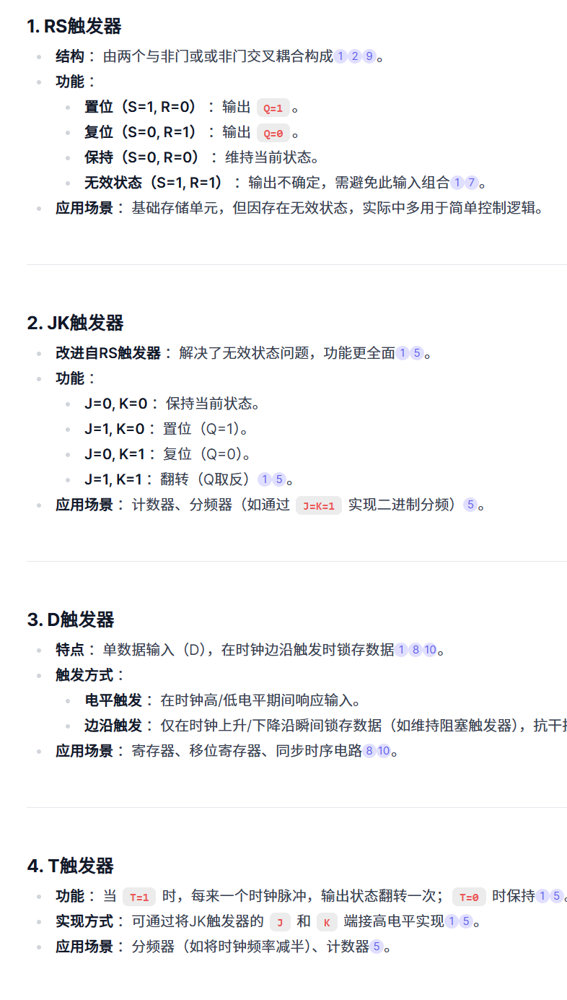 1. RS触发器
结构 ：由两个与非门或或非门交叉耦合构成1 2 9。
功能 ：
置位（S=1, R=0） ：输出 Q=1 。
复位（S=0, R=1） ：输出 Q=0 。
保持（S=0, R=0） ：维持当前状态。
无效状态（S=1, R=1） ：输出不确定，需避免此输入组合1 7。
应用场景 ：基础存储单元，但因存在无效状态，实际中多用于简单控制逻辑。
2. JK触发器
改进自RS触发器 ：解决了无效状态问题，功能更全面1 5。
功能 ：
J=0, K=0 ：保持当前状态。
J=1, K=0 ：置位（Q=1）。
J=0, K=1 ：复位（Q=0）。
J=1, K=1 ：翻转（Q取反）1 5。
应用场景 ：计数器、分频器（如通过 J=K=1 实现二进制分频）5。
3. D触发器
特点 ：单数据输入（D），在时钟边沿触发时锁存数据1 8 10。
触发方式 ：
电平触发 ：在时钟高/低电平期间响应输入。
边沿触发 ：仅在时钟上升/下降沿瞬间锁存数据（如维持阻塞触发器），抗干
应用场景 ：寄存器、移位寄存器、同步时序电路8 10。
4. T触发器
功能 ：当 T=1 时，每来一个时钟脉冲，输出状态翻转一次； T=0 时保持1 5。
实现方式 ：可通过将JK触发器的 J 和 K 端接高电平实现1 5。
应用场景 ：分频器（如将时钟频率减半）、计数器5。